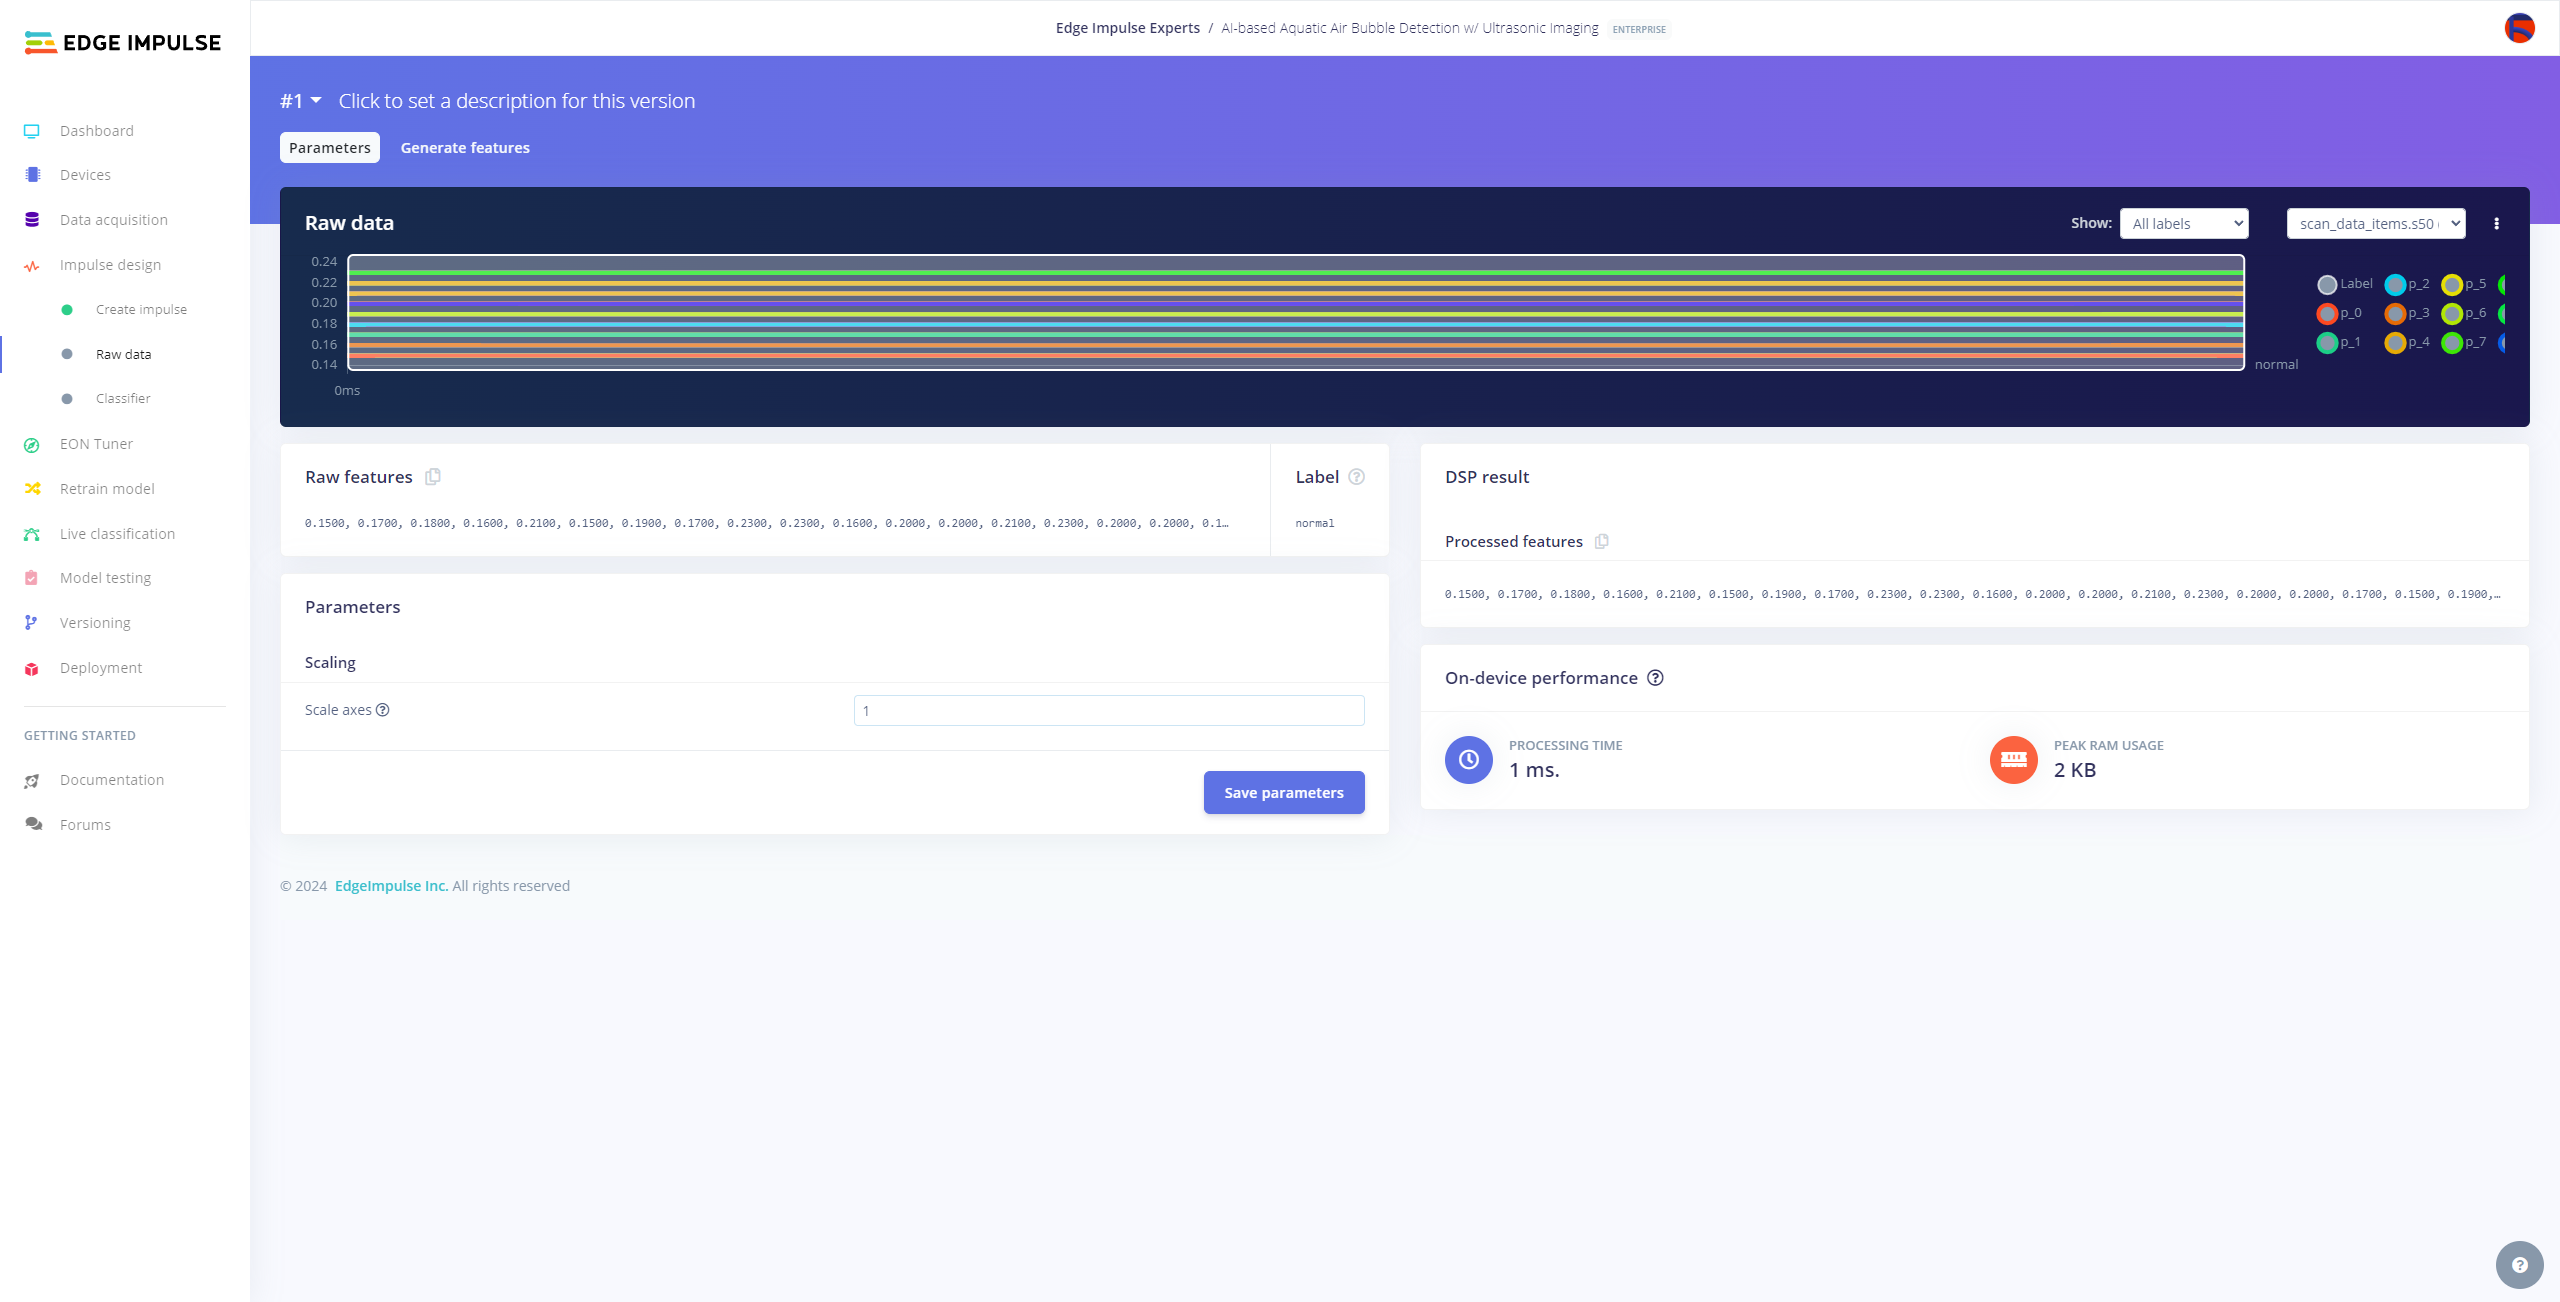 EDGE IMPULSE
Edge Impulse Experts / AI-based Aquatic Air Bubble Detection w/ Ultrasonic Imaging ENTERPRISE
Dashboard
Devices
Data acquisition
Impulse design
Create impulse
Raw data
Classifier
EON Tuner
Retrain model
Live classification
Model testing
Versioning
Deployment
GETTING STARTED
Documentation
Forums
#1 Click to set a description for this version
Parameters Generate features
Raw data
Show: All labels scan_data_items.s50
0.24
0.22
0.20
0.18
0.16
0.14
0ms
normal
Label p_2 p_5
p_0 p_3 p_6
p_1 p_4 p_7
Raw features
0.1500, 0.1700, 0.1800, 0.1600, 0.2100, 0.1500, 0.1900, 0.1700, 0.2300, 0.2300, 0.1600, 0.2000, 0.2000, 0.2100, 0.2300, 0.2000, 0.2000, 0.1…
Label
normal
Parameters
Scaling
Scale axes 1
Save parameters
DSP result
Processed features
0.1500, 0.1700, 0.1800, 0.1600, 0.2100, 0.1500, 0.1900, 0.1700, 0.2300, 0.2300, 0.1600, 0.2000, 0.2000, 0.2100, 0.2300, 0.2000, 0.2000, 0.1700, 0.1500, 0.1900,…
On-device performance
PROCESSING TIME
1 ms.
PEAK RAM USAGE
2 KB
© 2024 EdgeImpulse Inc. All rights reserved